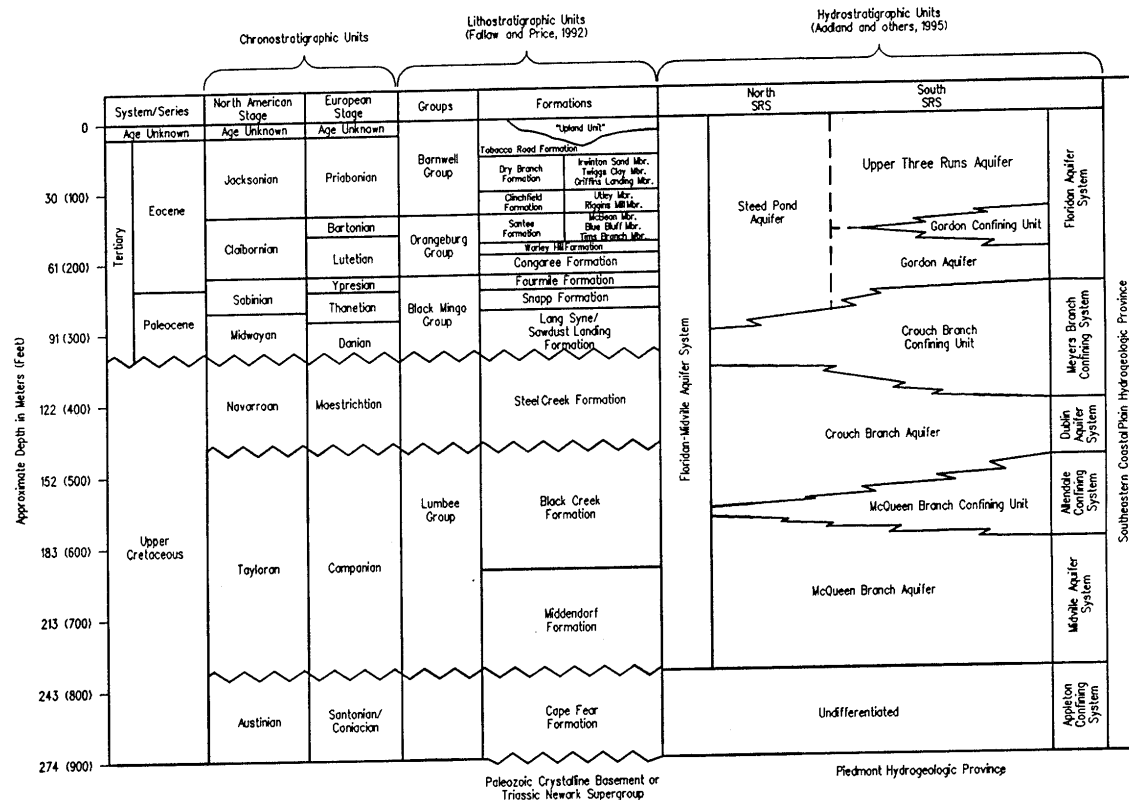 Chronostratigraphic Units
Lithostratigraphic Units
(Fallaw and Price, 1992)
Hydrostratigraphic Units
(Aadland and others, 1995)
System/Series
North American
Stage
European
Stage
Groups
Formations
North
SRS
South
SRS
Approximate Depth in Meters (Feet)
0
30 (100)
61 (200)
91 (300)
122 (400)
152 (500)
183 (600)
213 (700)
243 (800)
274 (900)
Age Unknown
Tertiary
Eocene
Paleocene
Upper
Cretaceous
Age Unknown
Jacksonian
Claibornian
Sabinian
Midwayan
Navarroan
Tayloran
Austinian
Age Unknown
Priabonian
Bartonian
Lutetian
Ypresian
Thanetian
Danian
Maestrichtian
Campanian
Santonian/
Coniacian
Barnwell
Group
Orangeburg
Group
Black Mingo
Group
Lumbee
Group
"Upland Unit"
Tobacco Road Formation
Dry Branch
Formation
Irwinton Sand Mbr.
Twiggs Clay Mbr.
Griffins Landing Mbr.
Clinchfield
Formation
Utley Mbr.
Riggins Mill Mbr.
Santee
Formation
McBean Mbr.
Blue Bluff Mbr.
Tims Branch Mbr.
Warley Hill Formation
Congaree Formation
Fourmile Formation
Snapp Formation
Lang Syne/
Sawdust Landing
Formation
Steel Creek Formation
Black Creek
Formation
Middendorf
Formation
Cape Fear
Formation
Paleozoic Crystalline Basement or
Triassic Newark Supergroup
Floridan-Midville Aquifer System
Steed Pond
Aquifer
Upper Three Runs Aquifer
Gordon Confining Unit
Gordon Aquifer
Crouch Branch
Confining Unit
Crouch Branch Aquifer
McQueen Branch Confining Unit
McQueen Branch Aquifer
Undifferentiated
Floridan Aquifer
System
Meyers Branch
Confining System
Dublin
Aquifer
System
Allendale
Confining
System
Midville Aquifer
System
Appleton
Confining
System
Southeastern Coastal Plain Hydrogeologic Province
Piedmont Hydrogeologic Province